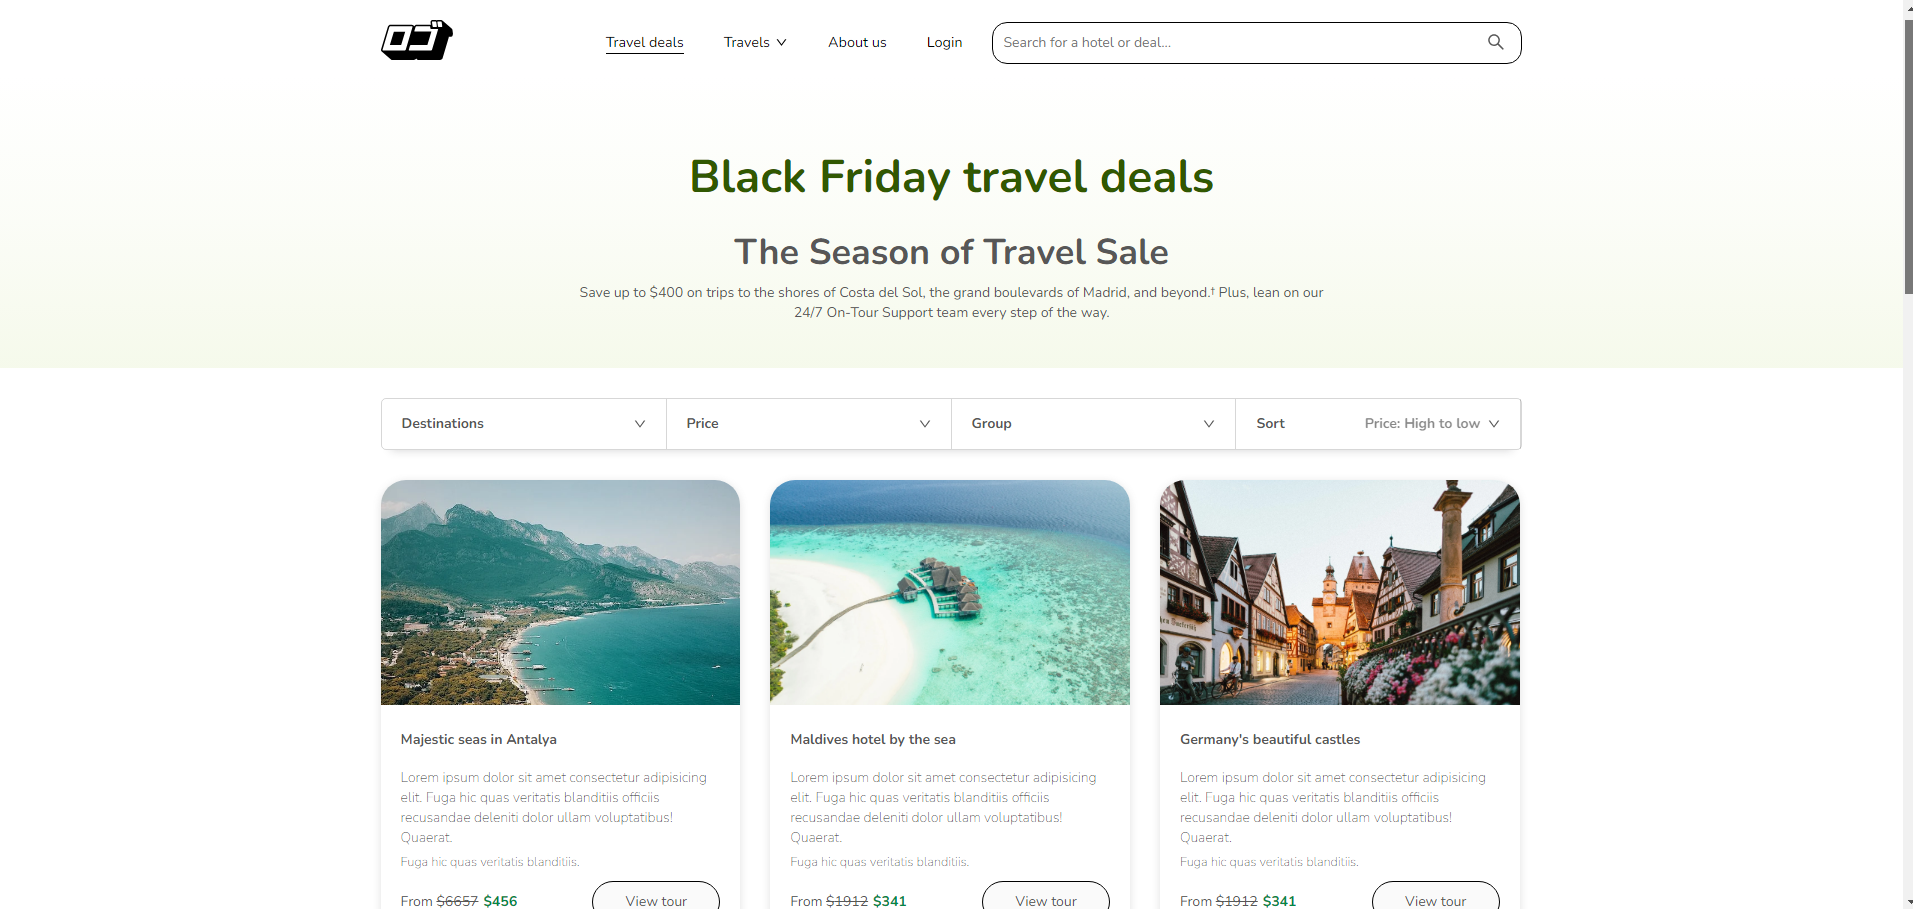 Travel deals
Travels
About us
Login
Search for a hotel or deal...
Black Friday travel deals
The Season of Travel Sale
Save up to $400 on trips to the shores of Costa del Sol, the grand boulevards of Madrid, and beyond.† Plus, lean on our
24/7 On-Tour Support team every step of the way.
Destinations
Price
Group
Sort
Price: High to low
Majestic seas in Antalya
Lorem ipsum dolor sit amet consectetur adipisicing
elit. Fuga hic quas veritatis blanditiis officiis
recusandae deleniti dolor ullam voluptatibus!
Quaerat.
Fuga hic quas veritatis blanditiis.
From $6657 $456
View tour
Maldives hotel by the sea
Lorem ipsum dolor sit amet consectetur adipisicing
elit. Fuga hic quas veritatis blanditiis officiis
recusandae deleniti dolor ullam voluptatibus!
Quaerat.
Fuga hic quas veritatis blanditiis.
From $1912 $341
View tour
Germany's beautiful castles
Lorem ipsum dolor sit amet consectetur adipisicing
elit. Fuga hic quas veritatis blanditiis officiis
recusandae deleniti dolor ullam voluptatibus!
Quaerat.
Fuga hic quas veritatis blanditiis.
From $1912 $341
View tour